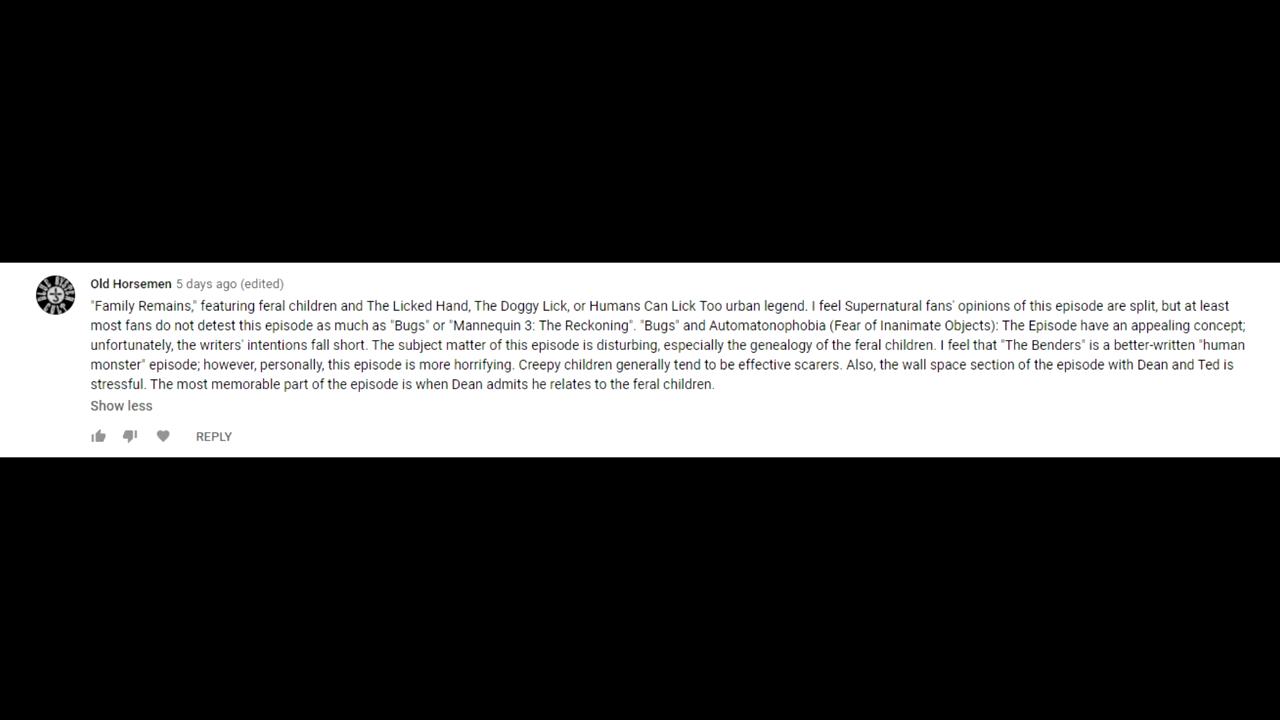 Old Horsemen 5 days ago (edited)
"Family Remains," featuring feral children and The Licked Hand, The Doggy Lick, or Humans Can Lick Too urban legend. I feel Supernatural fans' opinions of this episode are split, but at least
most fans do not detest this episode as much as "Bugs" or "Mannequin 3: The Reckoning". "Bugs" and Automatonophobia (Fear of Inanimate Objects): The Episode have an appealing concept;
unfortunately, the writers' intentions fall short. The subject matter of this episode is disturbing, especially the genealogy of the feral children. I feel that "The Benders" is a better-written "human
monster" episode; however, personally, this episode is more horrifying. Creepy children generally tend to be effective scarers. Also, the wall space section of the episode with Dean and Ted is
stressful. The most memorable part of the episode is when Dean admits he relates to the feral children.
Show less
REPLY